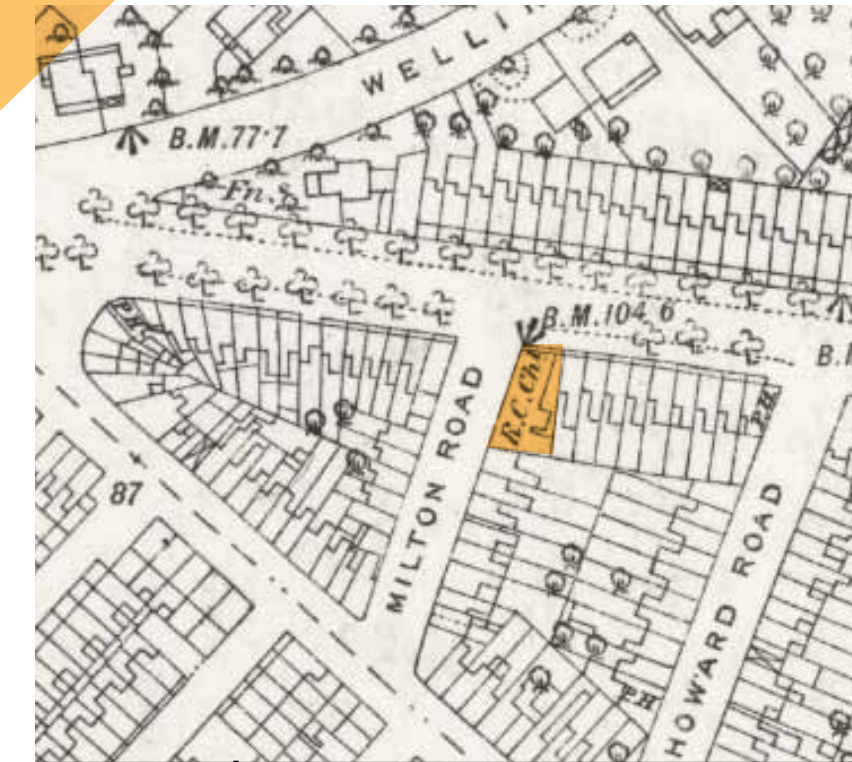 WELLI
B.M.77·7
Fn.
P.H.
B.M.104·6
B.M
R.C.Ch.
P.H.
87
MILTON ROAD
P.H.
HOWARD ROAD